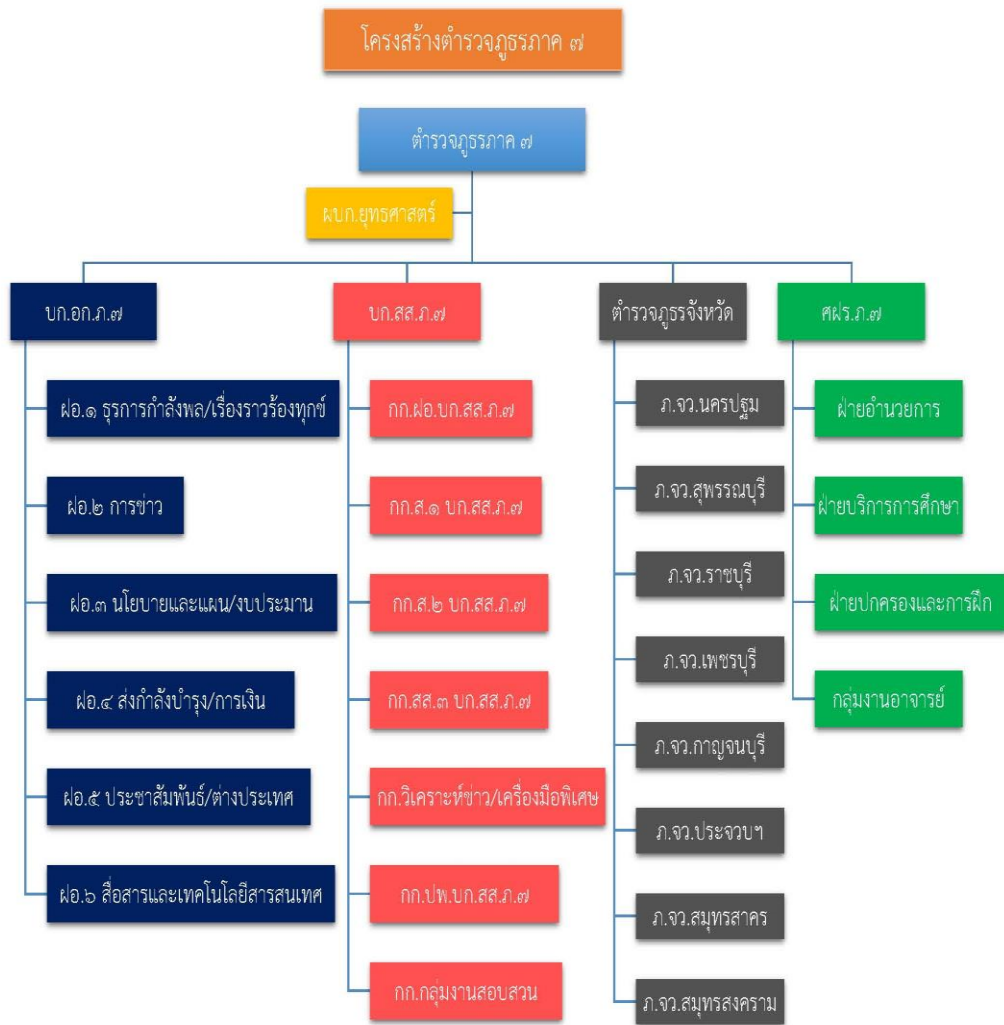 โครงสร้างตำรวจภูธรภาค ๗
ตำรวจภูธรภาค ๗
ผบก.ยุทธศาสตร์
บก.อก.ภ.๗
ฝอ.๑ ธุรการกำลังพล/เรื่องราวร้องทุกข์
ฝอ.๒ การข่าว
ฝอ.๓ นโยบายและแผน/งบประมาน
ฝอ.๔ ส่งกำลังบำรุง/การเงิน
ฝอ.๕ ประชาสัมพันธ์/ต่างประเทศ
ฝอ.๖ สื่อสารและเทคโนโลยีสารสนเทศ
บก.สส.ภ.๗
กก.ฝอ.บก.สส.ภ.๗
กก.ส.๑ บก.สส.ภ.๗
กก.ส.๒ บก.สส.ภ.๗
กก.สส.๓ บก.สส.ภ.๗
กก.วิเคราะห์ข่าว/เครื่องมือพิเศษ
กก.ปพ.บก.สส.ภ.๗
กก.กลุ่มงานสอบสวน
ตำรวจภูธรจังหวัด
ภ.จว.นครปฐม
ภ.จว.สุพรรณบุรี
ภ.จว.ราชบุรี
ภ.จว.เพชรบุรี
ภ.จว.กาญจนบุรี
ภ.จว.ประจวบฯ
ภ.จว.สมุทรสาคร
ภ.จว.สมุทรสงคราม
ศฝร.ภ.๗
ฝ่ายอำนวยการ
ฝ่ายบริการการศึกษา
ฝ่ายปกครองและการฝึก
กลุ่มงานอาจารย์